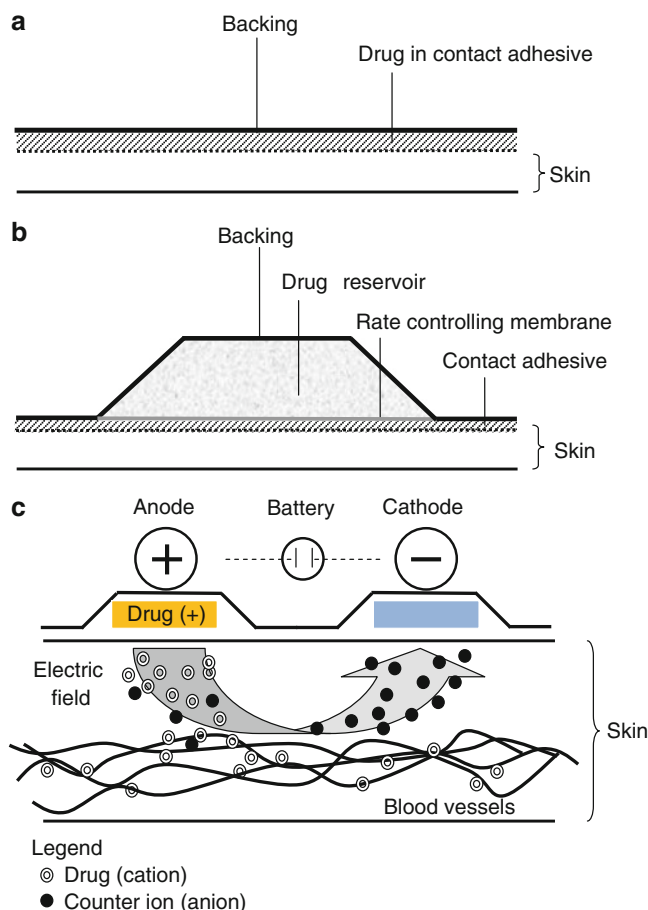 a
Backing
Drug in contact adhesive
Skin
b
Backing
Drug reservoir
Rate controlling membrane
Contact adhesive
Skin
c
Anode Battery Cathode
+ −
Drug (+)
Electric
field
Skin
Blood vessels
Legend
Drug (cation)
Counter ion (anion)